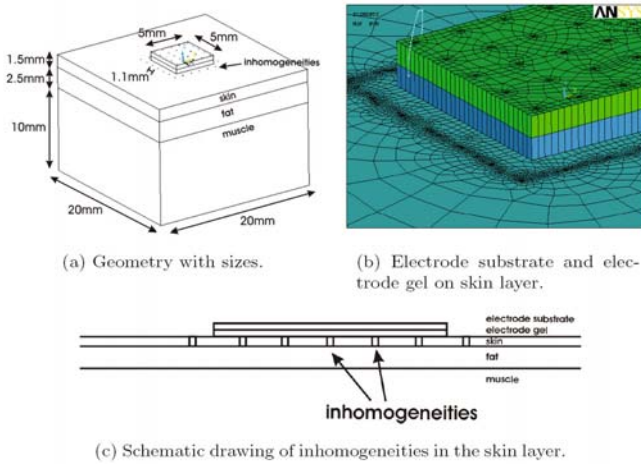 5mm
5mm
1.5mm
2.5mm
1.1mm
inhomogeneities
skin
fat
muscle
10mm
20mm
20mm
ANSYS
(a) Geometry with sizes.
(b) Electrode substrate and elec-
trode gel on skin layer.
electrode substrate
electrode gel
skin
fat
muscle
inhomogeneities
(c) Schematic drawing of inhomogeneities in the skin layer.